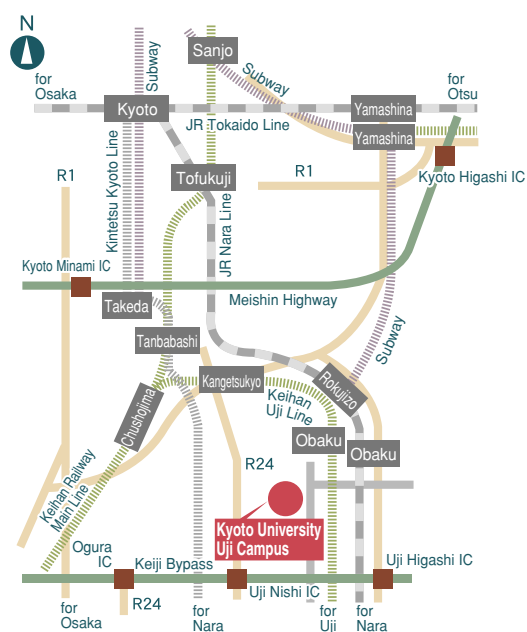 N
for
Osaka
Subway
Sanjo
Subway
for
Otsu
Kyoto
Yamashina
JR Tokaido Line
Yamashina
Kintetsu Kyoto Line
R1
Tofukuji
R1
Kyoto Higashi IC
JR Nara Line
Kyoto Minami IC
Meishin Highway
Takeda
Tanbabashi
Subway
Kangetsukyo
Rokujizo
Keihan
Uji Line
Chushojima
Obaku
Obaku
Keihan Railway
Main Line
R24
Kyoto University
Uji Campus
Ogura
IC
Keiji Bypass
Uji Higashi IC
Uji Nishi IC
for
Osaka
R24
for
Nara
for
Uji
for
Nara